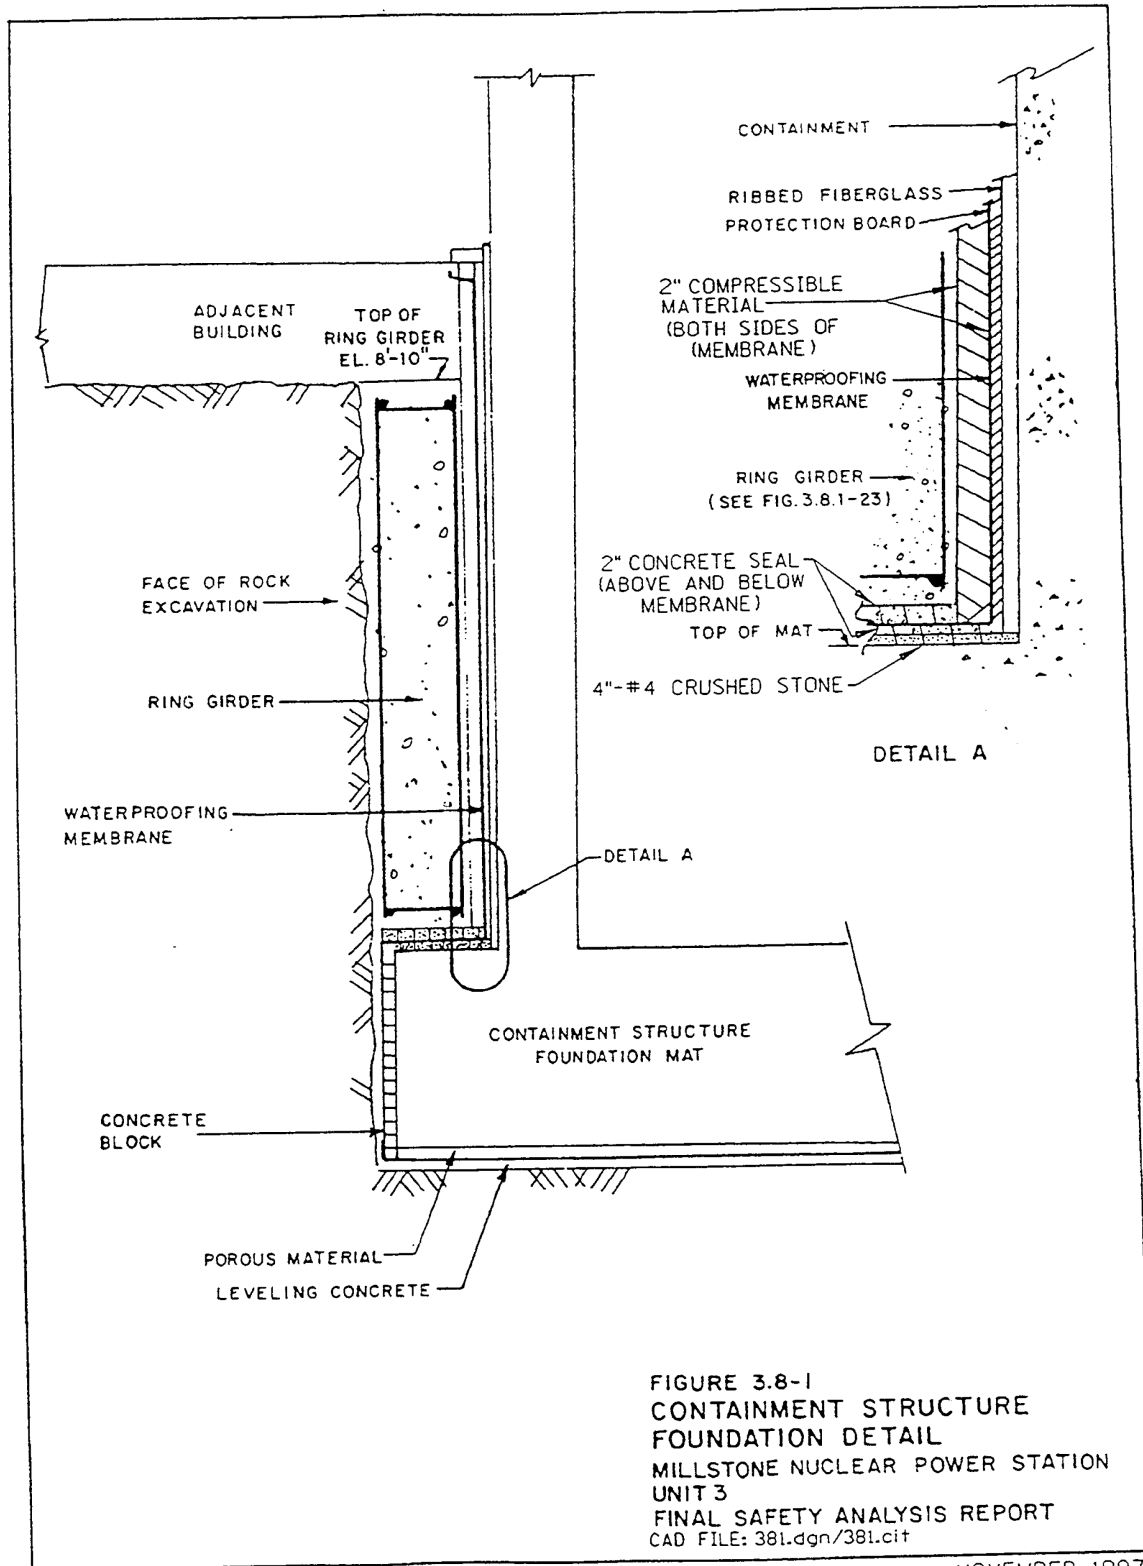 CONTAINMENT
RIBBED FIBERGLASS
PROTECTION BOARD
2" COMPRESSIBLE
MATERIAL
(BOTH SIDES OF
(MEMBRANE)
WATERPROOFING
MEMBRANE
RING GIRDER
(SEE FIG. 3.8.1-23)
2" CONCRETE SEAL
(ABOVE AND BELOW
MEMBRANE)
TOP OF MAT
4"-#4 CRUSHED STONE
DETAIL A
ADJACENT
BUILDING
TOP OF
RING GIRDER
EL. 8'-10"
FACE OF ROCK
EXCAVATION
RING GIRDER
WATERPROOFING
MEMBRANE
DETAIL A
CONTAINMENT STRUCTURE
FOUNDATION MAT
CONCRETE
BLOCK
POROUS MATERIAL
LEVELING CONCRETE
FIGURE 3.8-1
CONTAINMENT STRUCTURE
FOUNDATION DETAIL
MILLSTONE NUCLEAR POWER STATION
UNIT 3
FINAL SAFETY ANALYSIS REPORT
CAD FILE: 381.dgn/381.cit
NOVEMBER 1997